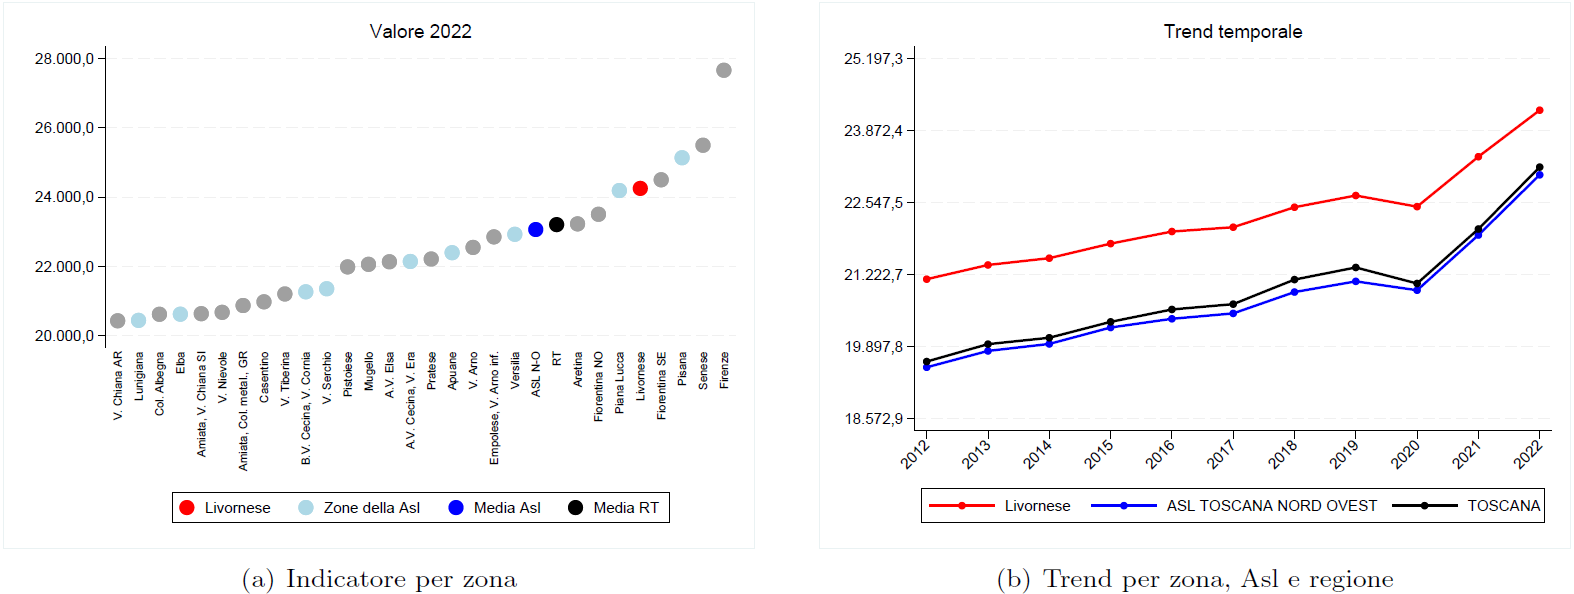 Valore 2022
28.000,0
26.000,0
24.000,0
22.000,0
20.000,0
V. Chiana AR
Lunigiana
Col. Albegna
Elba
Amiata, V. Chiana SI
V. Nievole
Amiata, Col. metal., GR
Casentino
V. Tiberina
B.V. Cecina, V. Cornia
V. Serchio
Pistoiese
Mugello
A.V. Elsa
A.V. Cecina, V. Era
Pratese
Apuane
V. Arno
Empolese, V. Arno inf.
Versilia
ASL N-O
RT
Aretina
Fiorentina NO
Piana Lucca
Livornese
Fiorentina SE
Pisana
Senese
Firenze
Livornese Zone della Asl Media Asl Media RT
(a) Indicatore per zona
Trend temporale
25.197,3
23.872,4
22.547,5
21.222,7
19.897,8
18.572,9
2012 2013 2014 2015 2016 2017 2018 2019 2020 2021 2022
Livornese ASL TOSCANA NORD OVEST TOSCANA
(b) Trend per zona, Asl e regione